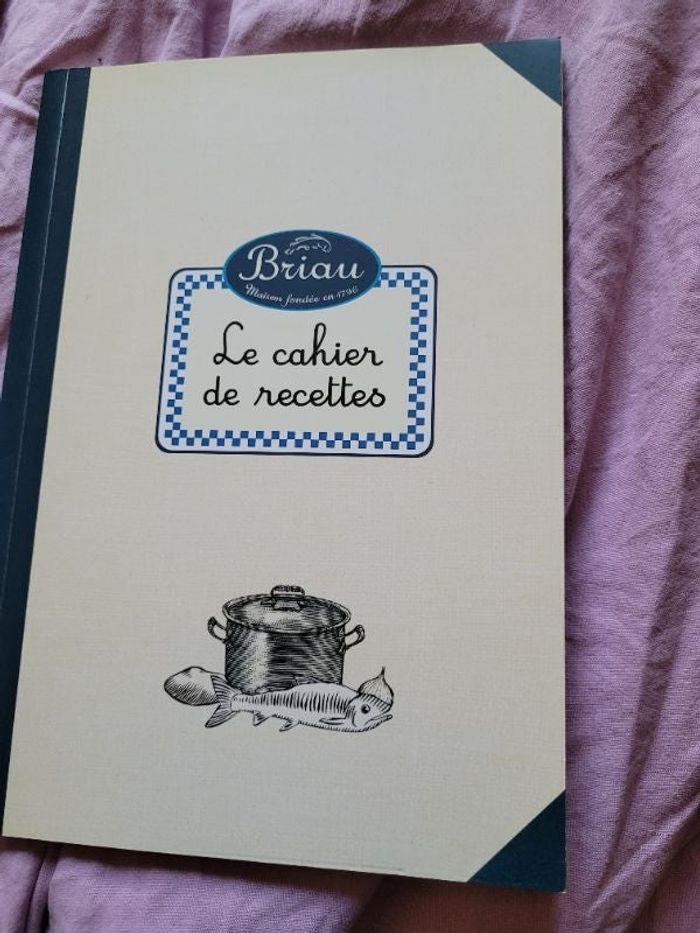 Briau
Maison fondée en 1796
Le cahier
de recettes